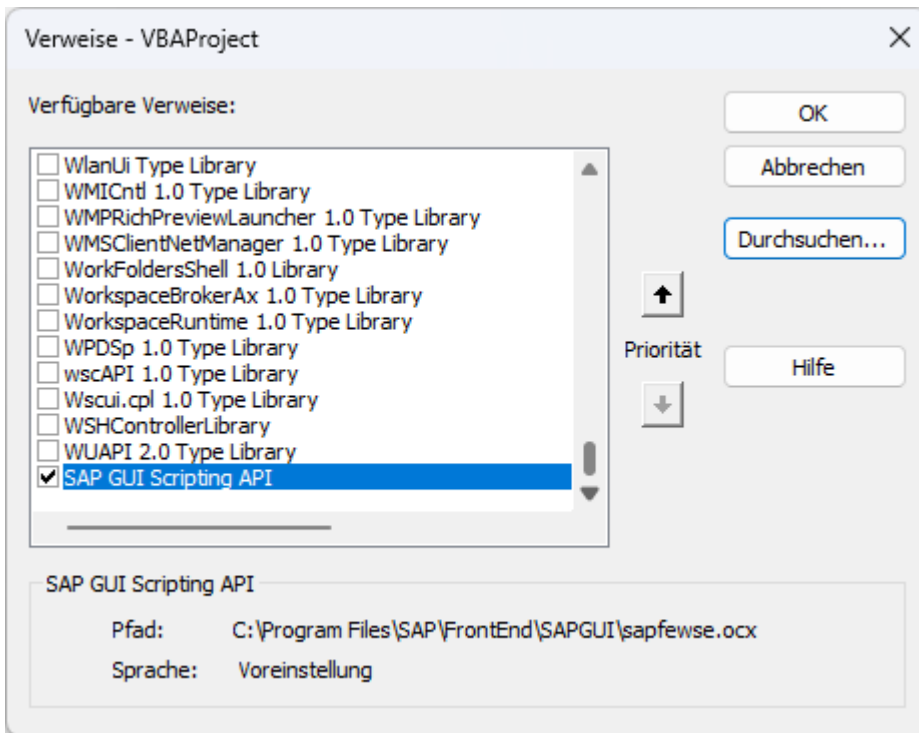 Verweise - VBAProject
Verfügbare Verweise:
OK
Abbrechen
Durchsuchen...
WlanUi Type Library
WMICntl 1.0 Type Library
WMPRichPreviewLauncher 1.0 Type Library
WMSClientNetManager 1.0 Type Library
WorkFoldersShell 1.0 Library
WorkspaceBrokerAx 1.0 Type Library
WorkspaceRuntime 1.0 Type Library
WPDSp 1.0 Type Library
wscAPI 1.0 Type Library
Wscui.cpl 1.0 Type Library
WSHControllerLibrary
WUAPI 2.0 Type Library
SAP GUI Scripting API
Priorität
Hilfe
SAP GUI Scripting API
Pfad: C:\Program Files\SAP\FrontEnd\SAPGUI\sapfewse.ocx
Sprache: Voreinstellung